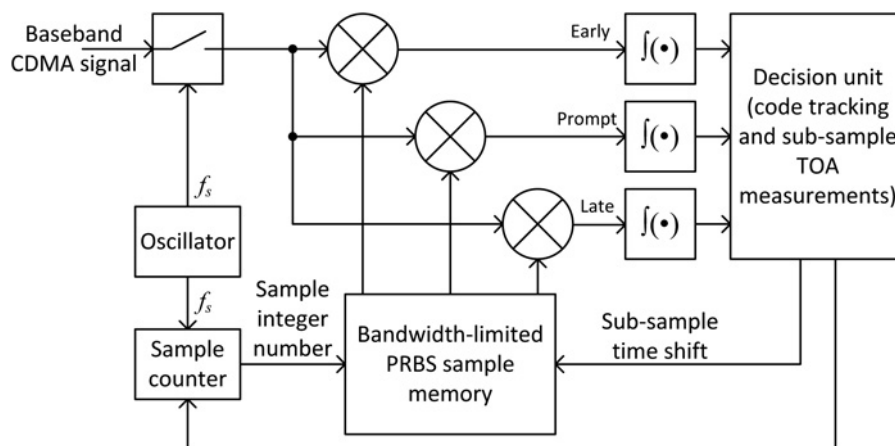 Baseband
CDMA signal
Early
∫(•)
Decision unit
(code tracking
and sub-sample
TOA
measurements)
Prompt
∫(•)
Late
∫(•)
fs
Oscillator
fs
Sample
integer
number
Sample
counter
Bandwidth-limited
PRBS sample
memory
Sub-sample
time shift